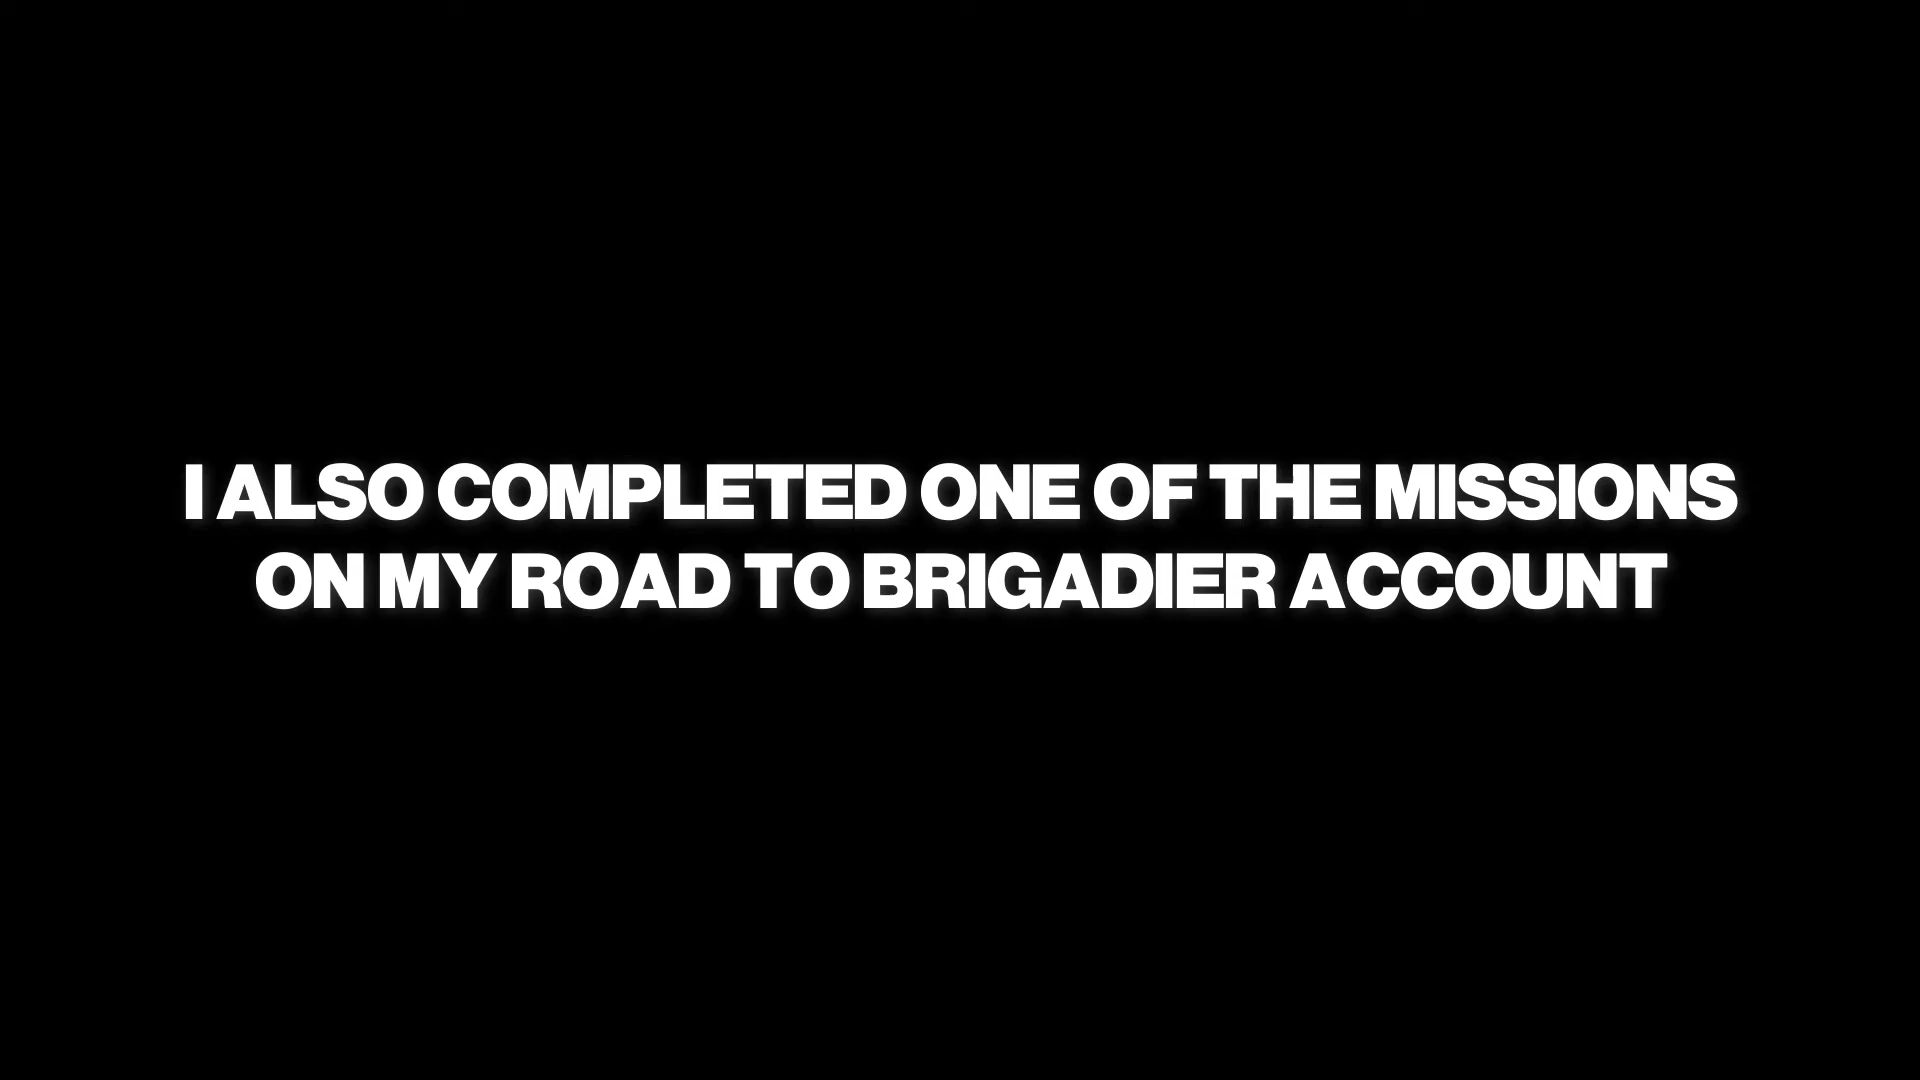 I ALSO COMPLETED ONE OF THE MISSIONS
ON MY ROAD TO BRIGADIER ACCOUNT